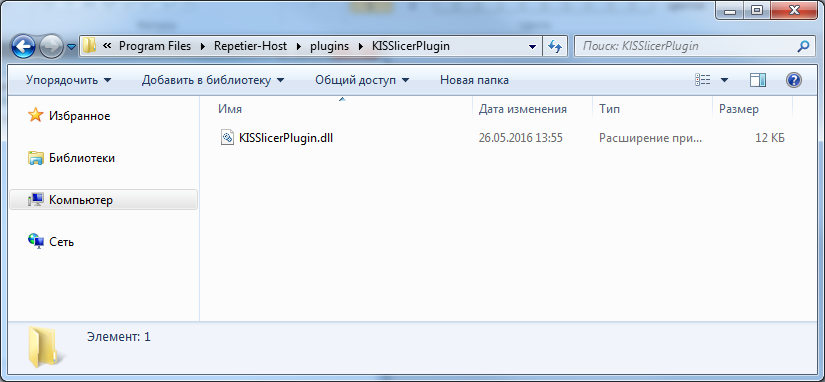 « Program Files ▸ Repetier-Host ▸ plugins ▸ KISSlicerPlugin
Поиск: KISSlicerPlugin
Упорядочить Добавить в библиотеку Общий доступ Новая папка
Избранное
Библиотеки
Компьютер
Сеть
Имя Дата изменения Тип Размер
KISSlicerPlugin.dll 26.05.2016 13:55 Расширение при... 12 КБ
Элемент: 1